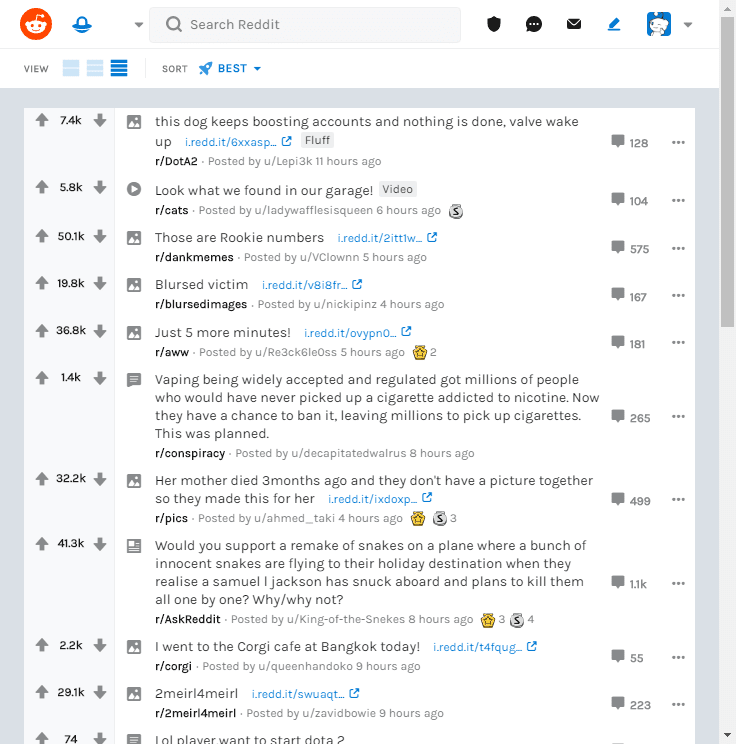 Search Reddit
VIEW SORT BEST
7.4k this dog keeps boosting accounts and nothing is done, valve wake
up i.redd.it/6xxasp... Fluff 128
r/DotA2 · Posted by u/Lepi3k 11 hours ago
5.8k Look what we found in our garage! Video
r/cats · Posted by u/ladywafflesisqueen 6 hours ago S 104
50.1k Those are Rookie numbers i.redd.it/2itt1w...
r/dankmemes · Posted by u/VClownn 5 hours ago 575
19.8k Blursed victim i.redd.it/v8i8fr...
r/blursedimages · Posted by u/nickipinz 4 hours ago 167
36.8k Just 5 more minutes! i.redd.it/ovypn0...
r/aww · Posted by u/Re3ck6le0ss 5 hours ago 2 181
1.4k Vaping being widely accepted and regulated got millions of people
who would have never picked up a cigarette addicted to nicotine. Now
they have a chance to ban it, leaving millions to pick up cigarettes. 265
This was planned.
r/conspiracy · Posted by u/decapitatedwalrus 8 hours ago
32.2k Her mother died 3months ago and they don't have a picture together
so they made this for her i.redd.it/ixdoxp... 499
r/pics · Posted by u/ahmed_taki 4 hours ago S 3
41.3k Would you support a remake of snakes on a plane where a bunch of
innocent snakes are flying to their holiday destination when they
realise a samuel l jackson has snuck aboard and plans to kill them 1.1k
all one by one? Why/why not?
r/AskReddit · Posted by u/King-of-the-Snekes 8 hours ago 3 S 4
2.2k I went to the Corgi cafe at Bangkok today! i.redd.it/t4fqug...
r/corgi · Posted by u/queenhandoko 9 hours ago 55
29.1k 2meirl4meirl i.redd.it/swuaqt...
r/2meirl4meirl · Posted by u/zavidbowie 9 hours ago 223
74 Lol player want to start dota 2